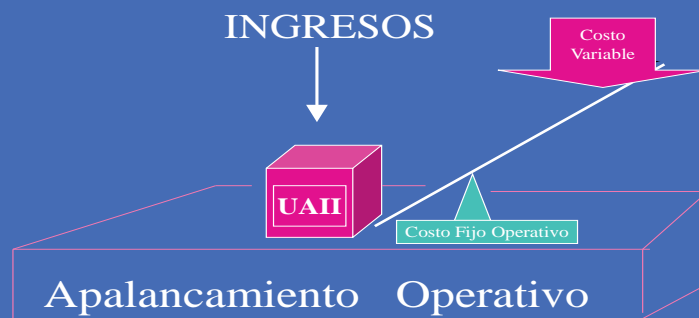 INGRESOS
Costo
Variable
UAII
Costo Fijo Operativo
Apalancamiento Operativo